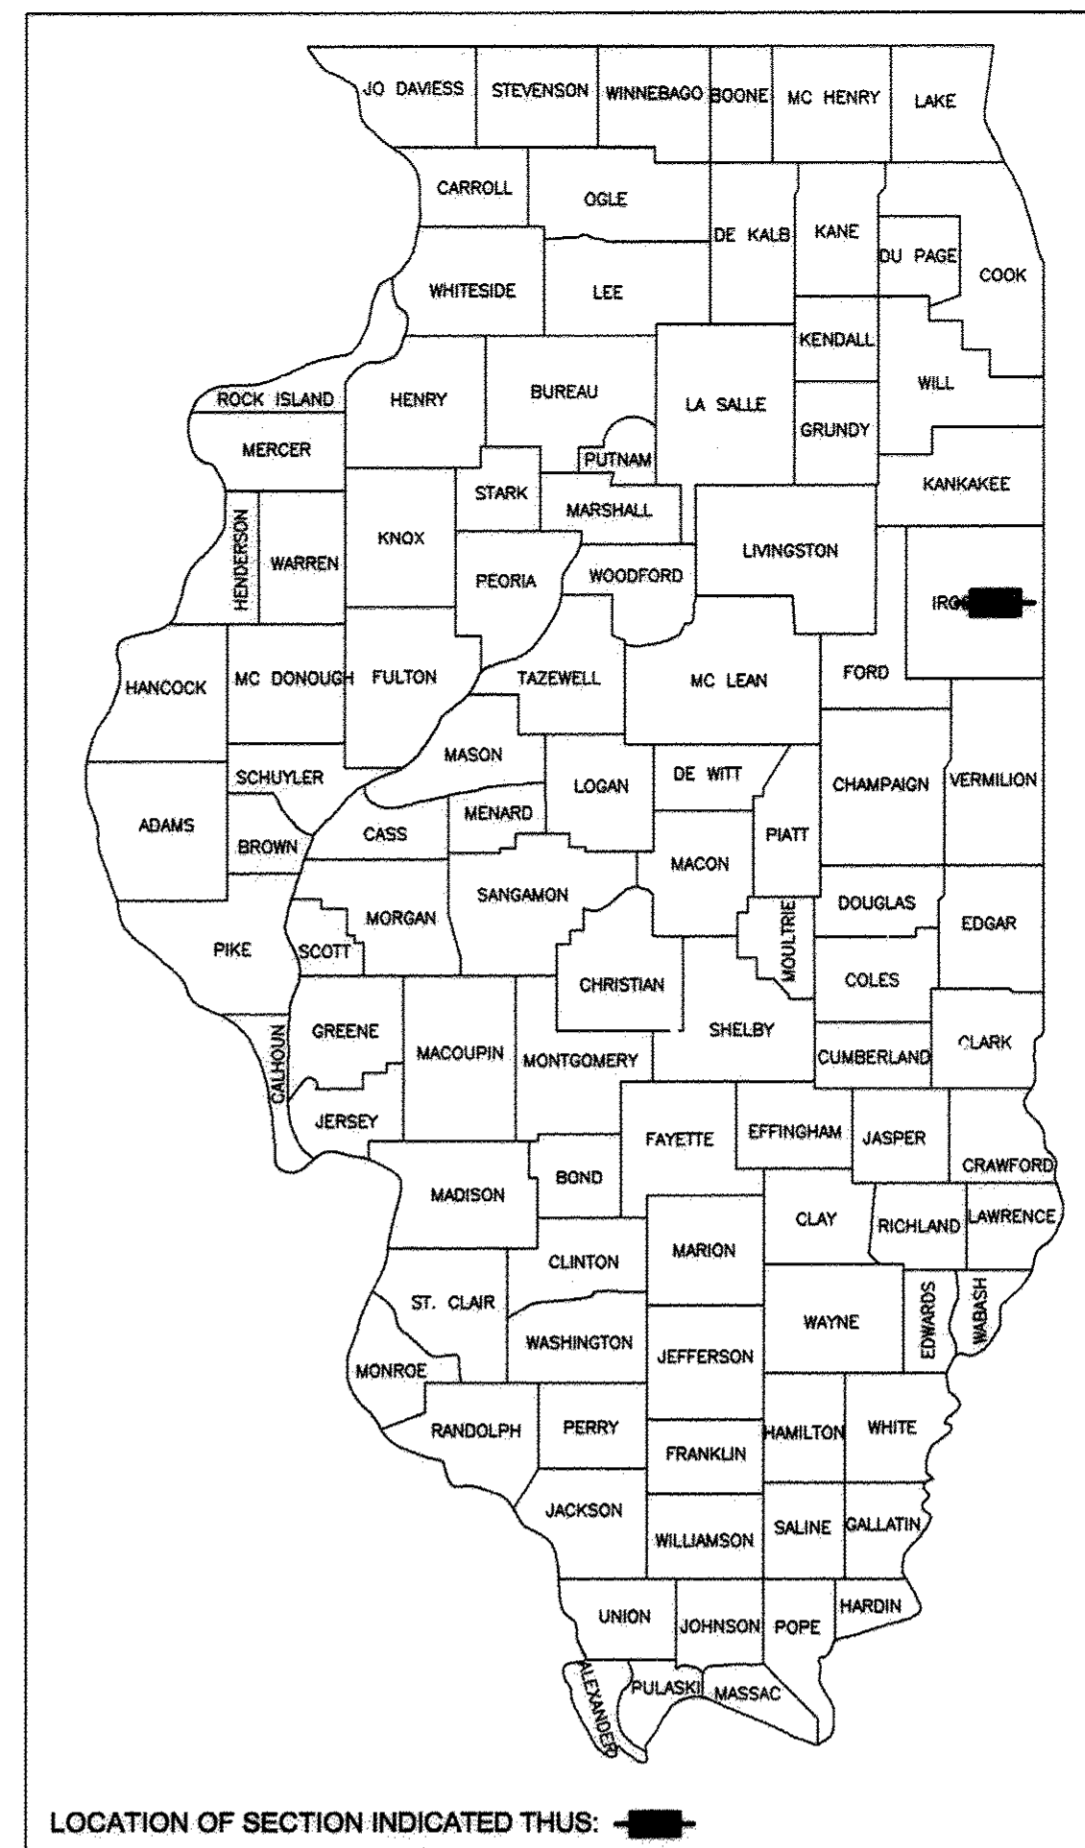 JO DAVIESS
STEVENSON
WINNEBAGO
BOONE
MC HENRY
LAKE
CARROLL
OGLE
DE KALB
KANE
DU PAGE
COOK
WHITESIDE
LEE
KENDALL
ROCK ISLAND
HENRY
BUREAU
LA SALLE
WILL
GRUNDY
MERCER
PUTNAM
KANKAKEE
STARK
MARSHALL
HENDERSON
WARREN
KNOX
LIVINGSTON
PEORIA
WOODFORD
HANCOCK
MC DONOUGH
FULTON
TAZEWELL
MC LEAN
FORD
MASON
SCHUYLER
LOGAN
DE WITT
CHAMPAIGN
VERMILION
ADAMS
BROWN
CASS
MENARD
PIATT
MACON
SANGAMON
DOUGLAS
EDGAR
PIKE
SCOTT
MORGAN
MOULTRIE
CHRISTIAN
COLES
CALHOUN
GREENE
MACOUPIN
MONTGOMERY
SHELBY
CUMBERLAND
CLARK
JERSEY
FAYETTE
EFFINGHAM
JASPER
CRAWFORD
MADISON
BOND
CLAY
RICHLAND
LAWRENCE
MARION
CLINTON
ST. CLAIR
WAYNE
EDWARDS
WABASH
WASHINGTON
JEFFERSON
MONROE
RANDOLPH
PERRY
HAMILTON
WHITE
FRANKLIN
JACKSON
WILLIAMSON
SALINE
GALLATIN
UNION
JOHNSON
POPE
HARDIN
ALEXANDER
PULASKI
MASSAC
LOCATION OF SECTION INDICATED THUS: